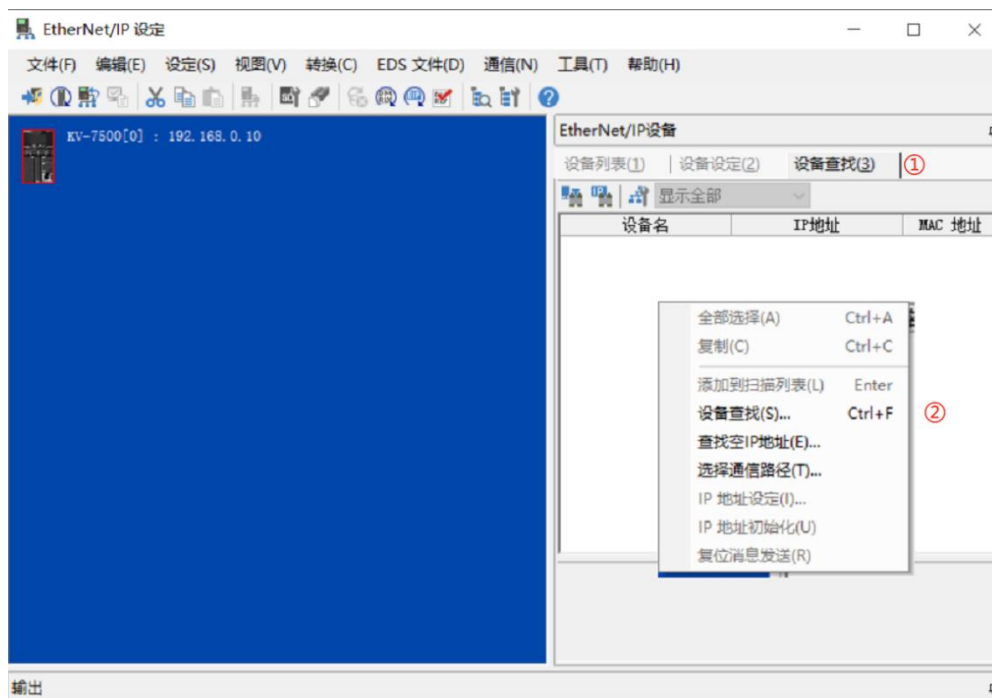 EtherNet/IP 设定
文件(F) 编辑(E) 设定(S) 视图(V) 转换(C) EDS 文件(D) 通信(N) 工具(T) 帮助(H)
KV-7500[0] : 192.168.0.10
EtherNet/IP设备
设备列表(1) 设备设定(2) 设备查找(3) ①
显示全部
设备名 IP地址 MAC 地址
全部选择(A) Ctrl+A
复制(C) Ctrl+C
添加到扫描列表(L) Enter
设备查找(S)... Ctrl+F ②
查找空IP地址(E)...
选择通信路径(T)...
IP 地址设定(I)...
IP 地址初始化(U)
复位消息发送(R)
输出